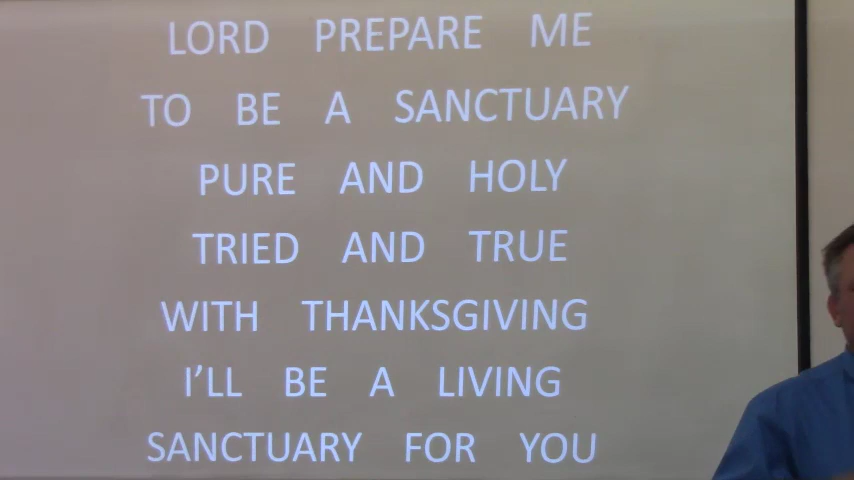 LORD PREPARE ME
TO BE A SANCTUARY
PURE AND HOLY
TRIED AND TRUE
WITH THANKSGIVING
I’LL BE A LIVING
SANCTUARY FOR YOU